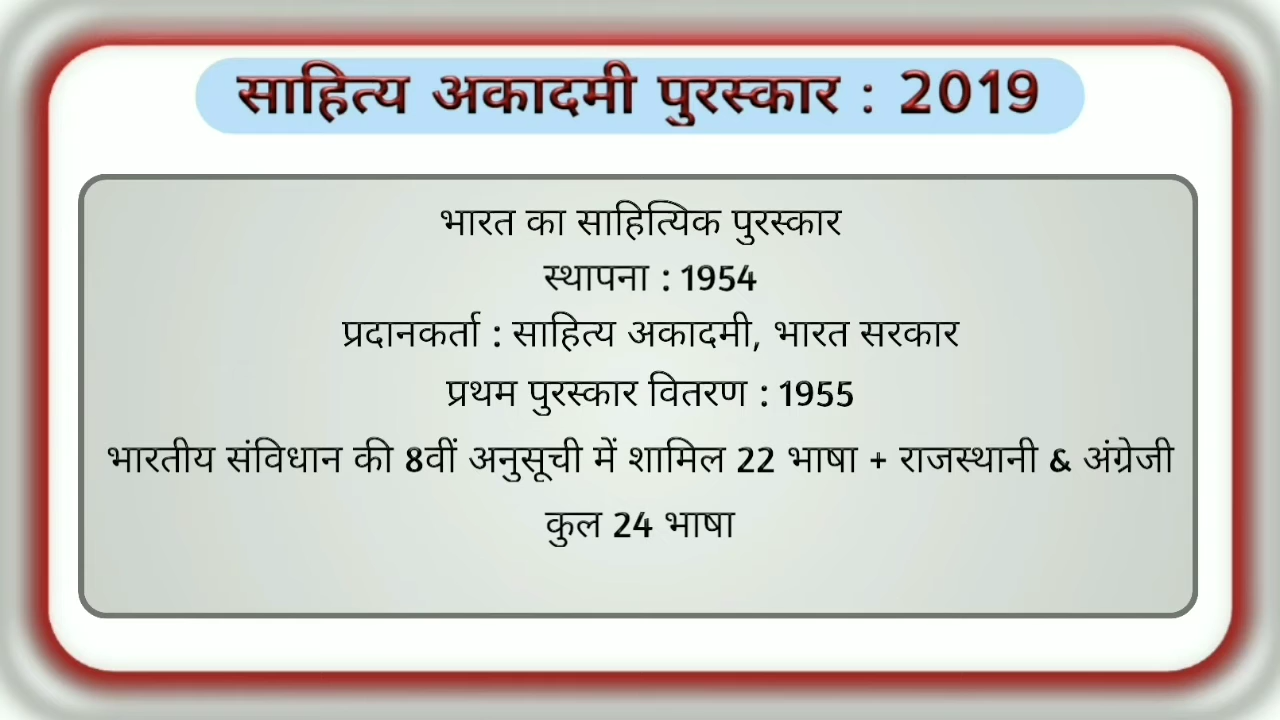 साहित्य अकादमी पुरस्कार : 2019
भारत का साहित्यिक पुरस्कार
स्थापना : 1954
प्रदानकर्ता : साहित्य अकादमी, भारत सरकार
प्रथम पुरस्कार वितरण : 1955
भारतीय संविधान की 8वीं अनुसूची में शामिल 22 भाषा + राजस्थानी & अंग्रेजी
कुल 24 भाषा